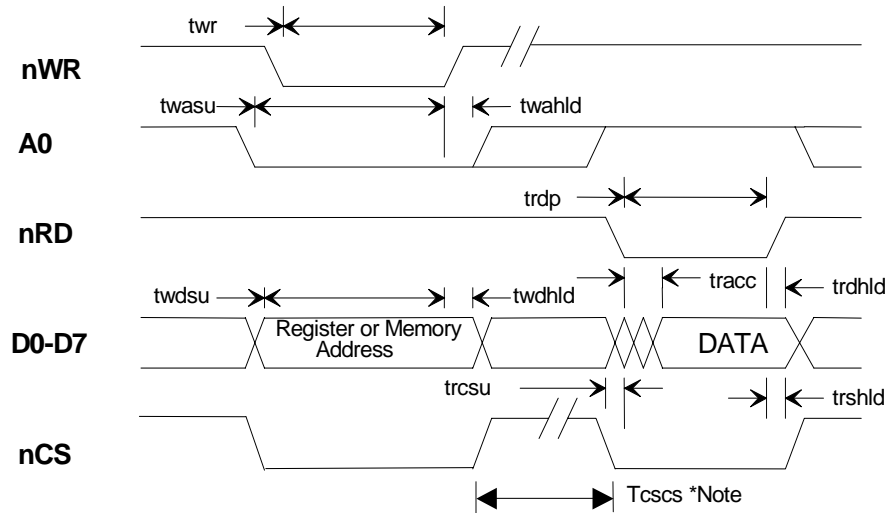 twr
nWR
twasu
twahld
A0
trdp
nRD
twdsu
twdhld
tracc
trdhld
D0-D7
Register or Memory
Address
DATA
trcsu
trshld
nCS
Tcscs *Note